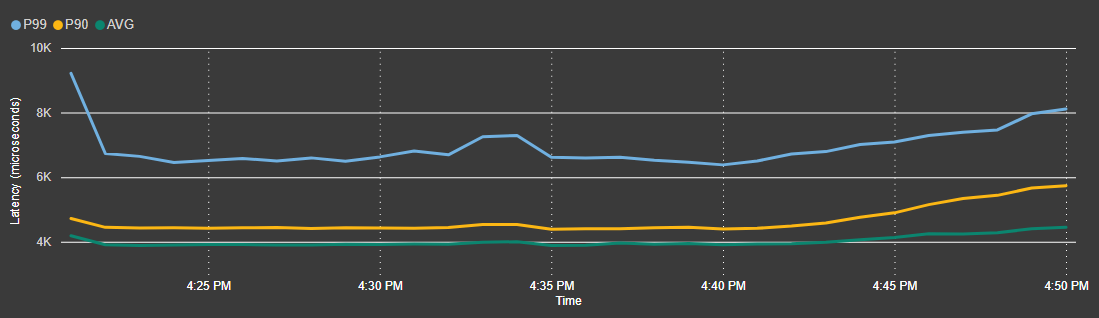 P99 P90 AVG
10K
8K
6K
4K
Latency (microseconds)
4:25 PM 4:30 PM 4:35 PM 4:40 PM 4:45 PM 4:50 PM
Time